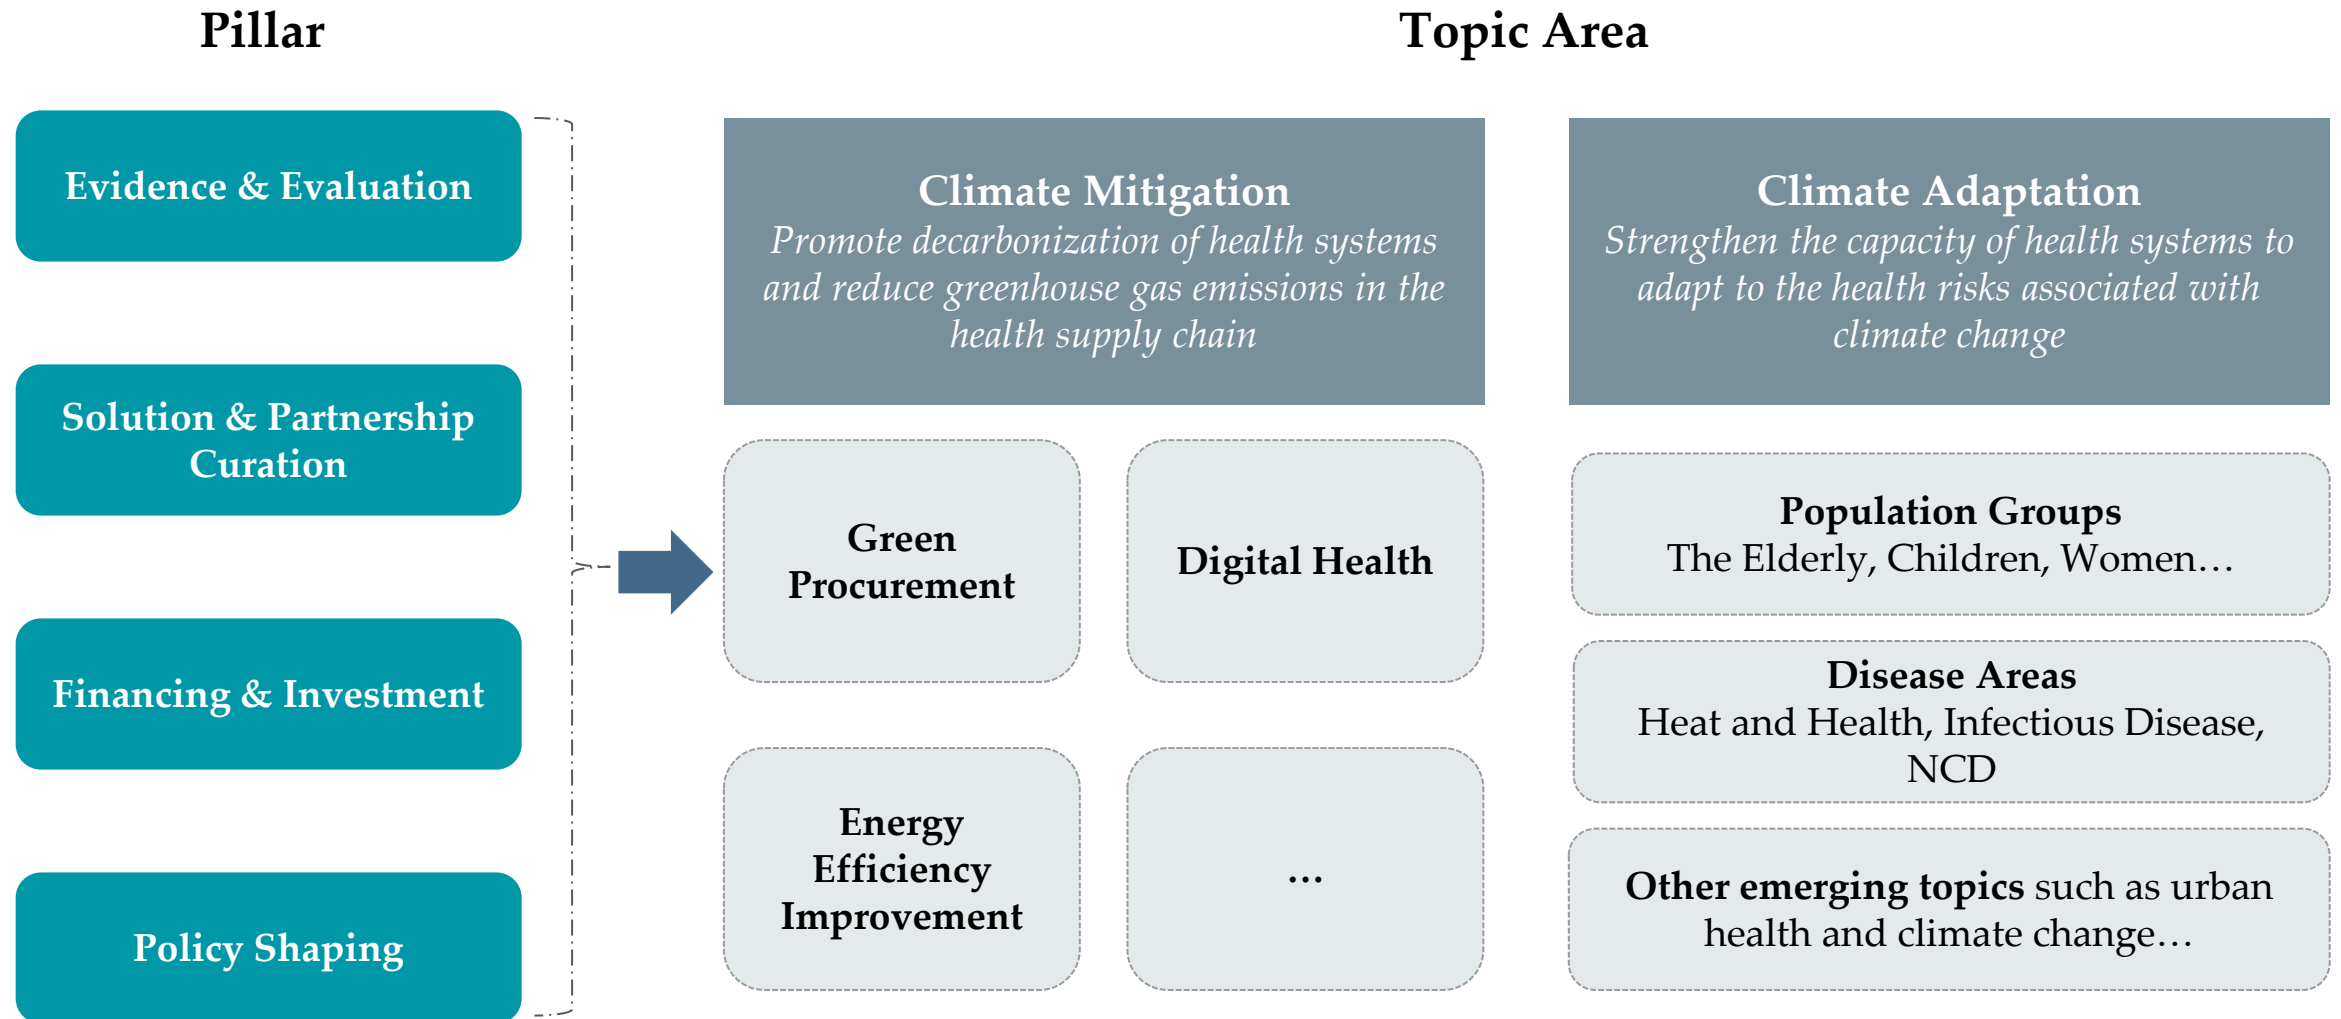 Pillar
Topic Area
Evidence & Evaluation
Solution & Partnership
Curation
Financing & Investment
Policy Shaping
Climate Mitigation
Promote decarbonization of health systems
and reduce greenhouse gas emissions in the
health supply chain
Green
Procurement
Digital Health
Energy
Efficiency
Improvement
...
Climate Adaptation
Strengthen the capacity of health systems to
adapt to the health risks associated with
climate change
Population Groups
The Elderly, Children, Women…
Disease Areas
Heat and Health, Infectious Disease,
NCD
Other emerging topics such as urban
health and climate change…